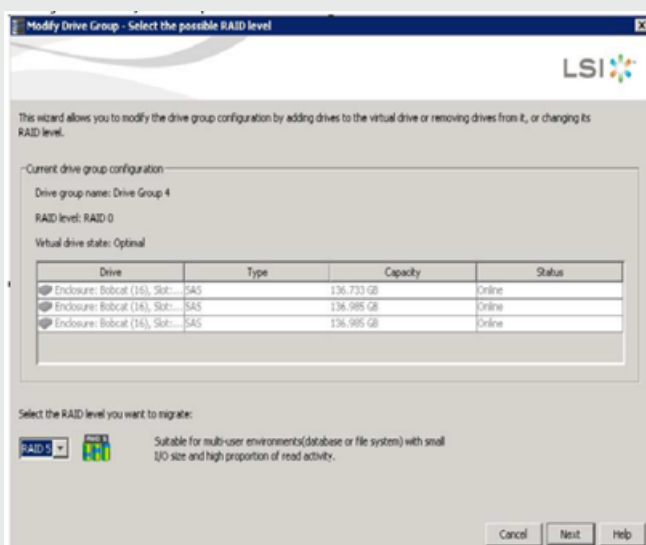 Modify Drive Group - Select the possible RAID level
LSI
This wizard allows you to modify the drive group configuration by adding drives to the virtual drive or removing drives from it, or changing its
RAID level.
Current drive group configuration
Drive group name: Drive Group 4
RAID level: RAID 0
Virtual drive state: Optimal
Drive Type Capacity Status
Enclosure: Bobcat (16), Slot:... SAS 136.733 GB Online
Enclosure: Bobcat (16), Slot:... SAS 136.985 GB Online
Enclosure: Bobcat (16), Slot:... SAS 136.985 GB Online
Select the RAID level you want to migrate:
RAID 5
RAID 5
Suitable for multi-user environments(database or file system) with small
I/O size and high proportion of read activity.
Cancel Next Help